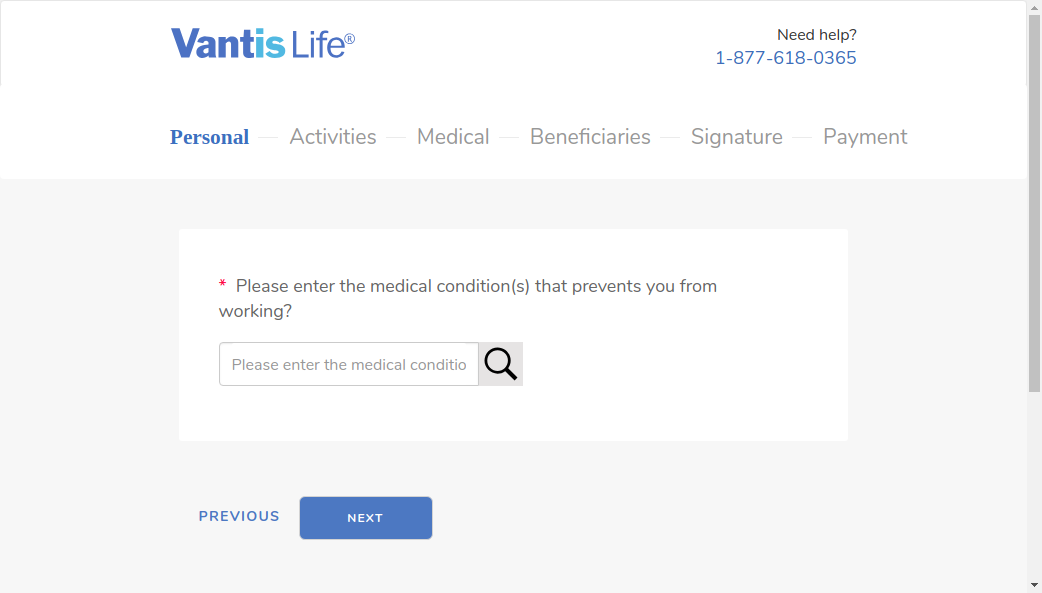 Vantis Life®
Need help?
1-877-618-0365
Personal Activities Medical Beneficiaries Signature Payment
* Please enter the medical condition(s) that prevents you from
working?
Please enter the medical conditio
PREVIOUS NEXT